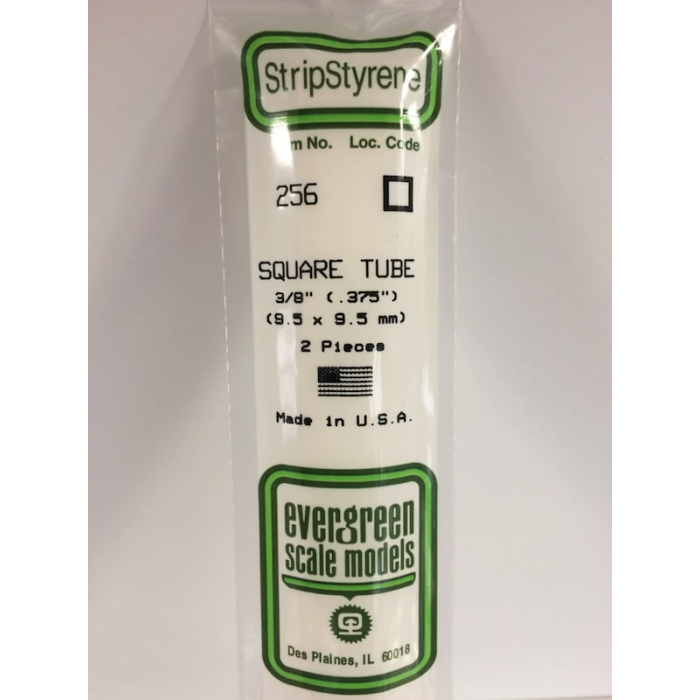 StripStyrene
m No. Loc. Code
256
SQUARE TUBE
3/8" (.375")
(9.5 x 9.5 mm)
2 Pieces
Made in U.S.A.
evergreen
scale models
Des Plaines, IL 60018